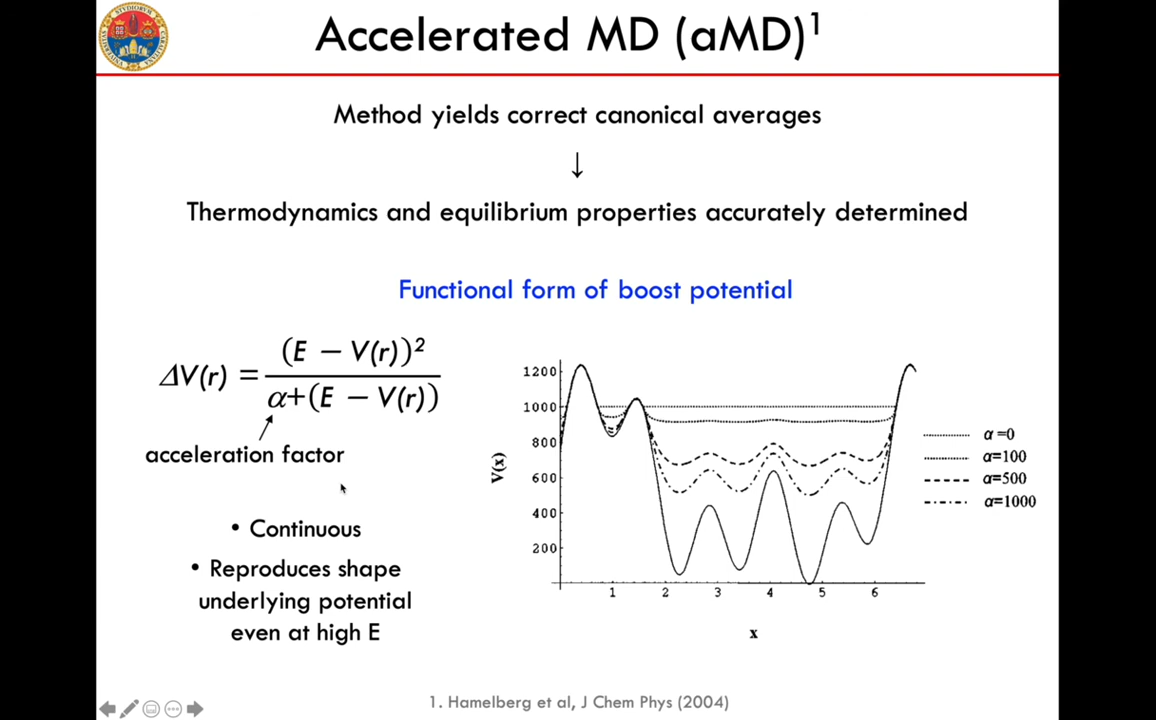 Accelerated MD (aMD)¹
Method yields correct canonical averages
↓
Thermodynamics and equilibrium properties accurately determined
Functional form of boost potential
ΔV(r) = (E − V(r))² / α+(E − V(r))
acceleration factor
• Continuous
• Reproduces shape
underlying potential
even at high E
1200
1000
800
600
400
200
V(x)
1 2 3 4 5 6
x
α =0
α=100
α=500
α=1000
1. Hamelberg et al, J Chem Phys (2004)